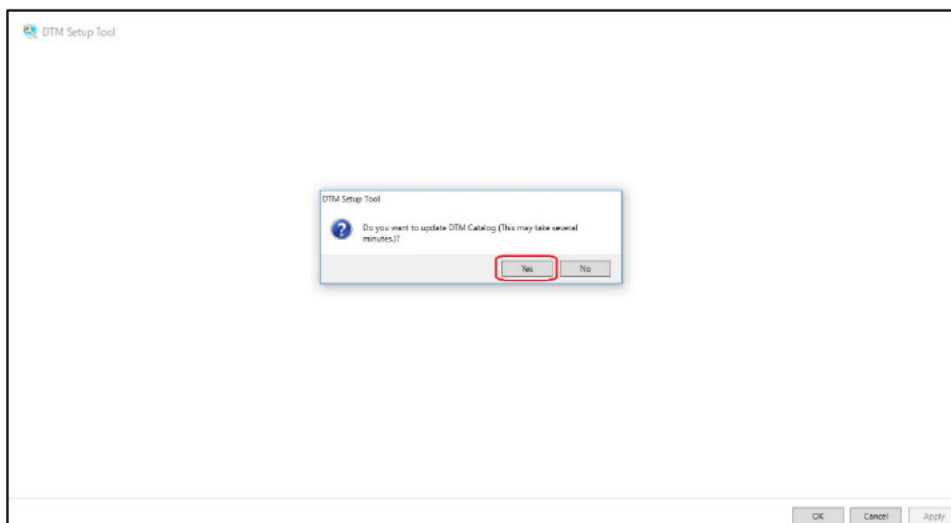 DTM Setup Tool
DTM Setup Tool
Do you want to update DTM Catalog (This may take several
minutes.)?
Yes No
OK Cancel Apply